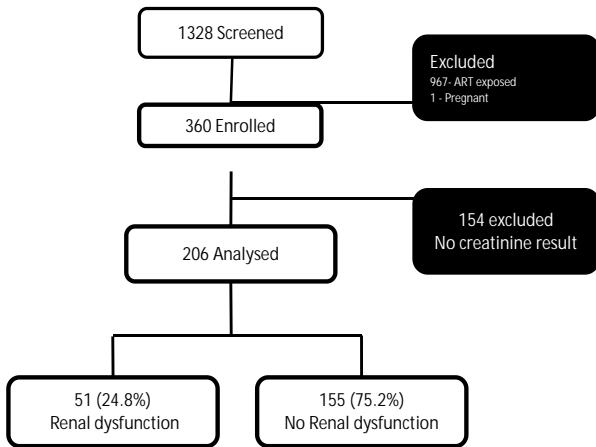 1328 Screened
Excluded
967- ART exposed
1 - Pregnant
360 Enrolled
154 excluded
No creatinine result
206 Analysed
51 (24.8%)
Renal dysfunction
155 (75.2%)
No Renal dysfunction